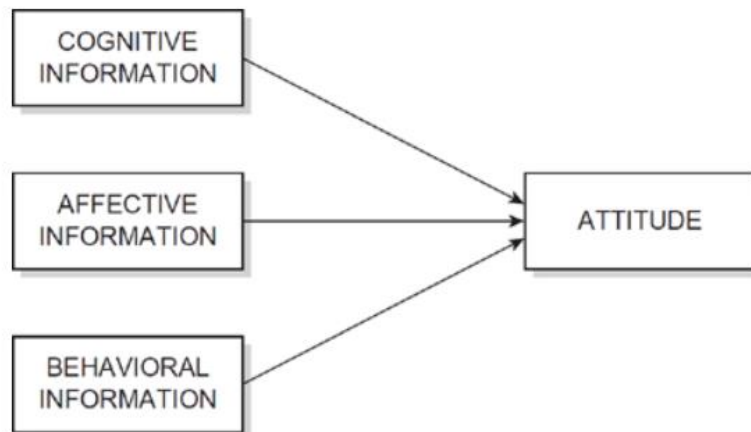 COGNITIVE
INFORMATION
AFFECTIVE
INFORMATION
ATTITUDE
BEHAVIORAL
INFORMATION